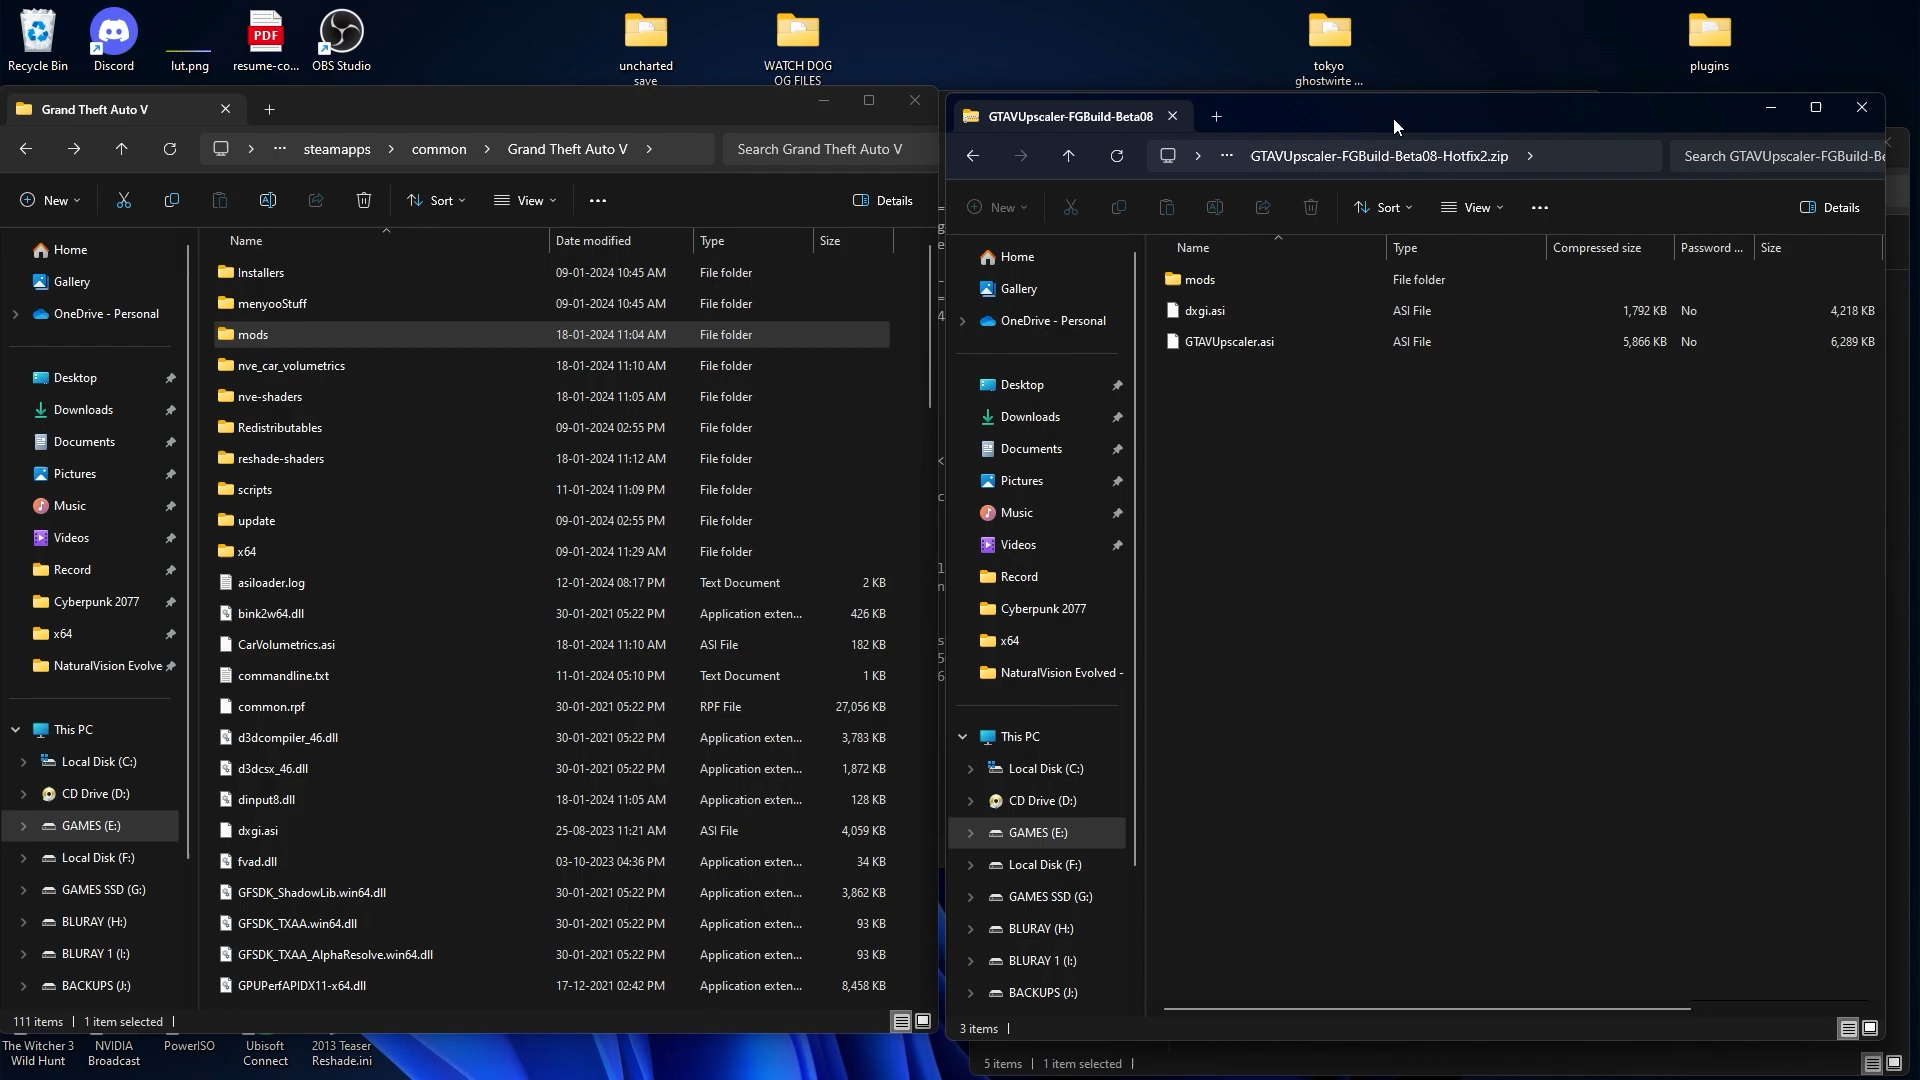 Recycle Bin
Discord
lut.png
resume-co...
OBS Studio
uncharted
save
WATCH DOG
OG FILES
tokyo
ghostwirte ...
plugins
PDF
Grand Theft Auto V
steamapps
common
Grand Theft Auto V
Search Grand Theft Auto V
New
Sort
View
Details
Name
Date modified
Type
Size
Home
Gallery
OneDrive - Personal
Desktop
Downloads
Documents
Pictures
Music
Videos
Record
Cyberpunk 2077
x64
NaturalVision Evolve
This PC
Local Disk (C:)
CD Drive (D:)
GAMES (E:)
Local Disk (F:)
GAMES SSD (G:)
BLURAY (H:)
BLURAY 1 (I:)
BACKUPS (J:)
Installers 09-01-2024 10:45 AM File folder
menyooStuff 09-01-2024 10:45 AM File folder
mods 18-01-2024 11:04 AM File folder
nve_car_volumetrics 18-01-2024 11:10 AM File folder
nve-shaders 18-01-2024 11:05 AM File folder
Redistributables 09-01-2024 02:55 PM File folder
reshade-shaders 18-01-2024 11:12 AM File folder
scripts 11-01-2024 11:09 PM File folder
update 09-01-2024 02:55 PM File folder
x64 09-01-2024 11:29 AM File folder
asiloader.log 12-01-2024 08:17 PM Text Document 2 KB
bink2w64.dll 30-01-2021 05:22 PM Application exten... 426 KB
CarVolumetrics.asi 18-01-2024 11:10 AM ASI File 182 KB
commandline.txt 11-01-2024 05:10 PM Text Document 1 KB
common.rpf 30-01-2021 05:22 PM RPF File 27,056 KB
d3dcompiler_46.dll 30-01-2021 05:22 PM Application exten... 3,783 KB
d3dcsx_46.dll 30-01-2021 05:22 PM Application exten... 1,872 KB
dinput8.dll 18-01-2024 11:05 AM Application exten... 128 KB
dxgi.asi 25-08-2023 11:21 AM ASI File 4,059 KB
fvad.dll 03-10-2023 04:36 PM Application exten... 34 KB
GFSDK_ShadowLib.win64.dll 30-01-2021 05:22 PM Application exten... 3,862 KB
GFSDK_TXAA.win64.dll 30-01-2021 05:22 PM Application exten... 93 KB
GFSDK_TXAA_AlphaResolve.win64.dll 30-01-2021 05:22 PM Application exten... 93 KB
GPUPerfAPIDX11-x64.dll 17-12-2021 02:42 PM Application exten... 8,458 KB
111 items
1 item selected
GTAVUpscaler-FGBuild-Beta08
GTAVUpscaler-FGBuild-Beta08-Hotfix2.zip
Search GTAVUpscaler-FGBuild-Be
New
Sort
View
Details
Name
Type
Compressed size
Password ...
Size
Home
Gallery
OneDrive - Personal
Desktop
Downloads
Documents
Pictures
Music
Videos
Record
Cyberpunk 2077
x64
NaturalVision Evolved -
This PC
Local Disk (C:)
CD Drive (D:)
GAMES (E:)
Local Disk (F:)
GAMES SSD (G:)
BLURAY (H:)
BLURAY 1 (I:)
BACKUPS (J:)
mods File folder
dxgi.asi ASI File 1,792 KB No 4,218 KB
GTAVUpscaler.asi ASI File 5,866 KB No 6,289 KB
3 items
5 items
1 item selected
The Witcher 3
Wild Hunt
NVIDIA
Broadcast
PowerISO
Ubisoft
Connect
2013 Teaser
Reshade.ini